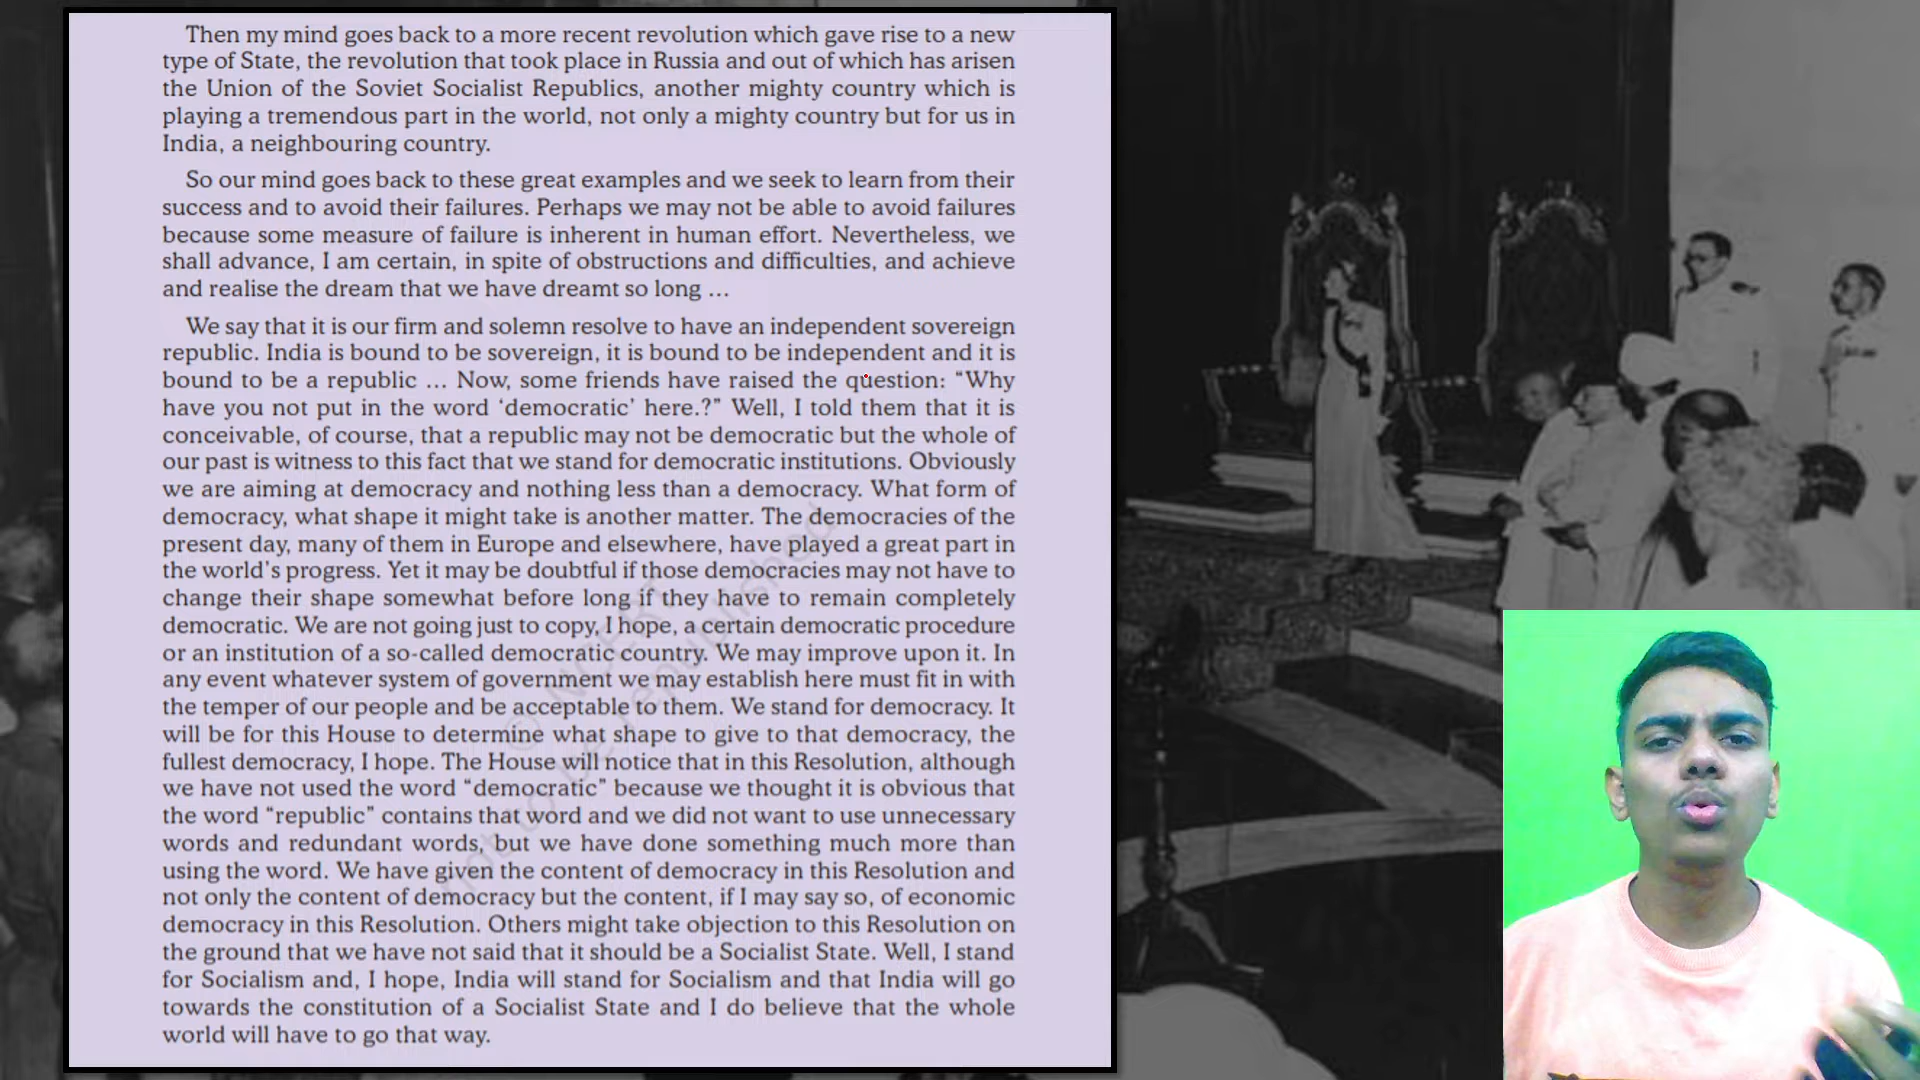 Then my mind goes back to a more recent revolution which gave rise to a new
type of State, the revolution that took place in Russia and out of which has arisen
the Union of the Soviet Socialist Republics, another mighty country which is
playing a tremendous part in the world, not only a mighty country but for us in
India, a neighbouring country.
So our mind goes back to these great examples and we seek to learn from their
success and to avoid their failures. Perhaps we may not be able to avoid failures
because some measure of failure is inherent in human effort. Nevertheless, we
shall advance, I am certain, in spite of obstructions and difficulties, and achieve
and realise the dream that we have dreamt so long ...
We say that it is our firm and solemn resolve to have an independent sovereign
republic. India is bound to be sovereign, it is bound to be independent and it is
bound to be a republic ... Now, some friends have raised the question: “Why
have you not put in the word ‘democratic’ here.?” Well, I told them that it is
conceivable, of course, that a republic may not be democratic but the whole of
our past is witness to this fact that we stand for democratic institutions. Obviously
we are aiming at democracy and nothing less than a democracy. What form of
democracy, what shape it might take is another matter. The democracies of the
present day, many of them in Europe and elsewhere, have played a great part in
the world’s progress. Yet it may be doubtful if those democracies may not have to
change their shape somewhat before long if they have to remain completely
democratic. We are not going just to copy, I hope, a certain democratic procedure
or an institution of a so-called democratic country. We may improve upon it. In
any event whatever system of government we may establish here must fit in with
the temper of our people and be acceptable to them. We stand for democracy. It
will be for this House to determine what shape to give to that democracy, the
fullest democracy, I hope. The House will notice that in this Resolution, although
we have not used the word “democratic” because we thought it is obvious that
the word “republic” contains that word and we did not want to use unnecessary
words and redundant words, but we have done something much more than
using the word. We have given the content of democracy in this Resolution and
not only the content of democracy but the content, if I may say so, of economic
democracy in this Resolution. Others might take objection to this Resolution on
the ground that we have not said that it should be a Socialist State. Well, I stand
for Socialism and, I hope, India will stand for Socialism and that India will go
towards the constitution of a Socialist State and I do believe that the whole
world will have to go that way.
© NCERT
not to be republished